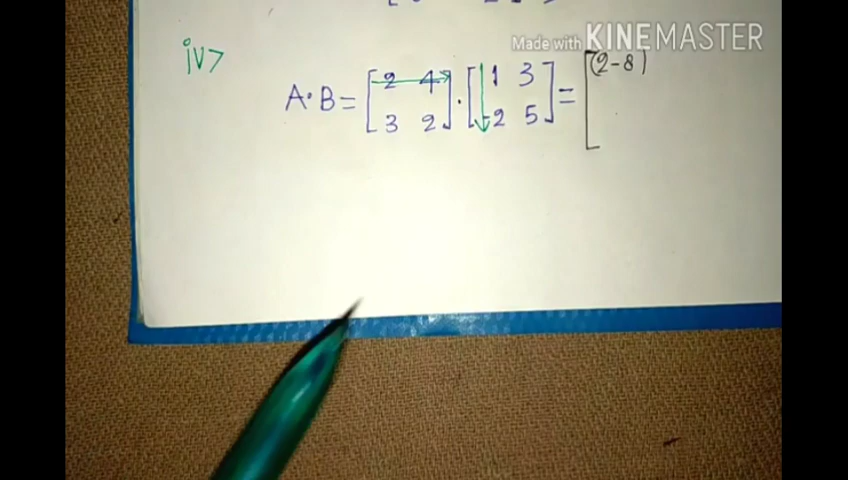 Made with KINEMASTER
iv>
A·B = [2 4
3 2] · [1 3
-2 5] = [(2-8)